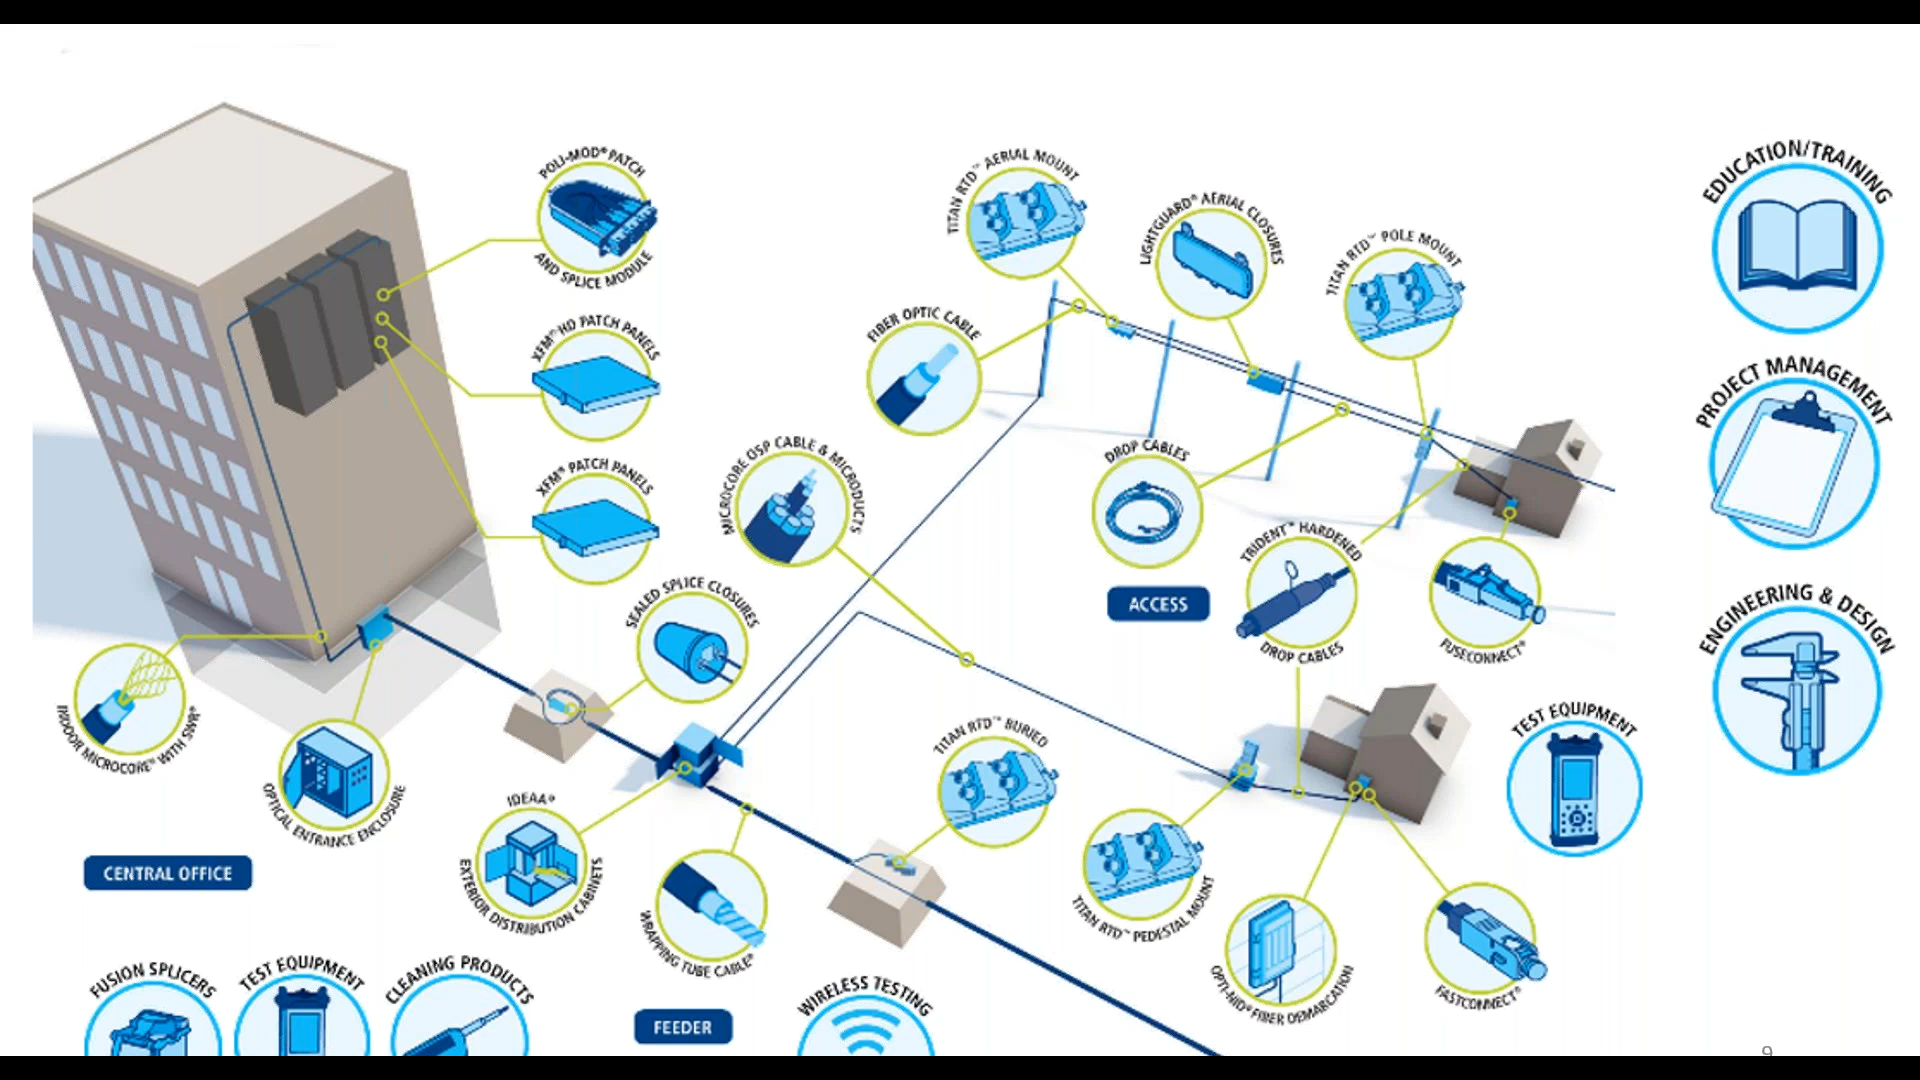 POLI-MOD® PATCH
AND SPLICE MODULE
XFM® HD PATCH PANELS
XFM® PATCH PANELS
INDOOR MICROCORE® WITH SWR®
OPTICAL ENTRANCE ENCLOSURE
CENTRAL OFFICE
FUSION SPLICERS
TEST EQUIPMENT
CLEANING PRODUCTS
SEALED SPLICE CLOSURES
MICROCORE OSP CABLE & MICRODUCTS
IDEAA®
EXTERIOR DISTRIBUTION CABINETS
WRAPPING TUBE CABLE®
FEEDER
WIRELESS TESTING
FIBER OPTIC CABLE
TITAN RTD™ AERIAL MOUNT
LIGHTGUARD® AERIAL CLOSURES
TITAN RTD™ POLE MOUNT
DROP CABLES
ACCESS
TRIDENT™ HARDENED
DROP CABLES
FUSECONNECT®
TITAN RTD™ BURIED
TITAN RTD™ PEDESTAL MOUNT
OPTI-NID® FIBER DEMARCATION
FASTCONNECT®
TEST EQUIPMENT
EDUCATION/TRAINING
PROJECT MANAGEMENT
ENGINEERING & DESIGN
9